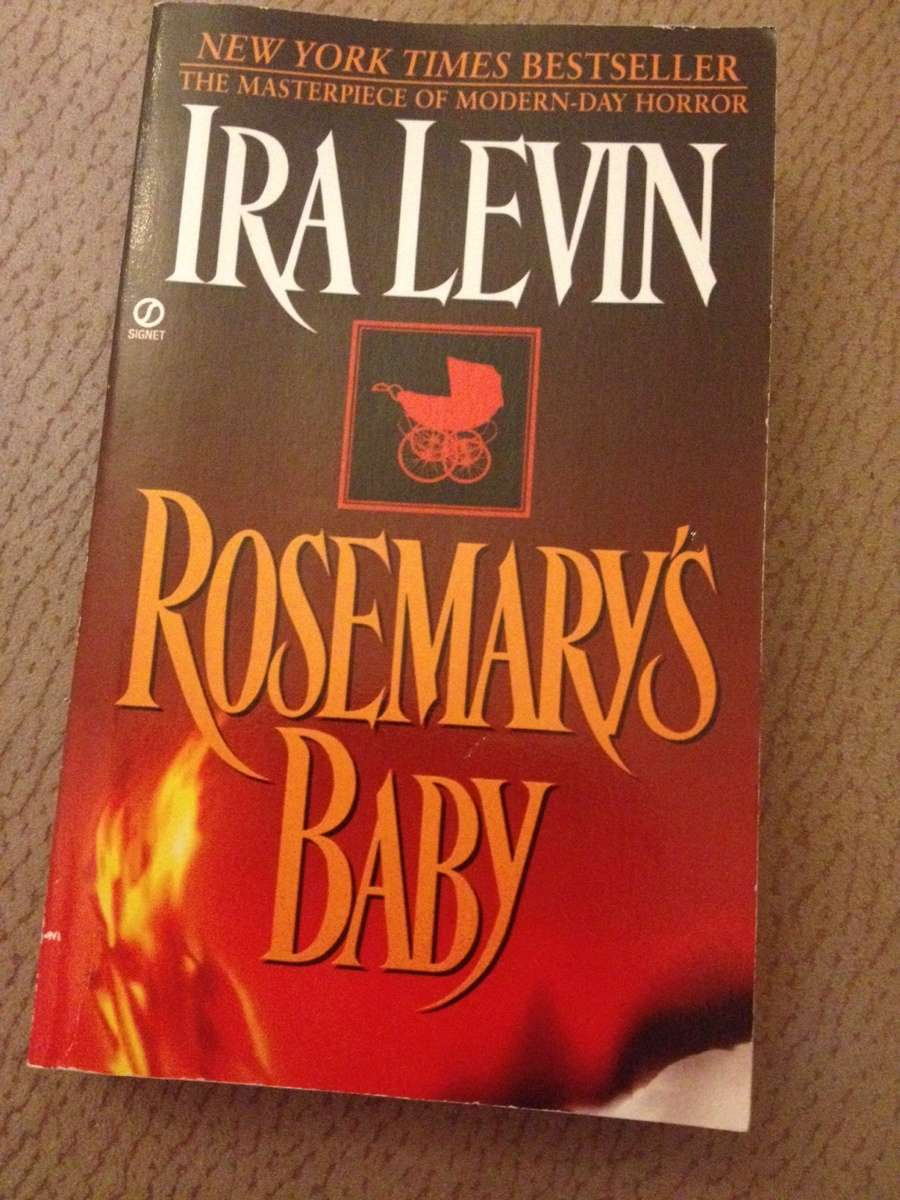 NEW YORK TIMES BESTSELLER
THE MASTERPIECE OF MODERN-DAY HORROR
IRA LEVIN
SIGNET
ROSEMARY'S
BABY